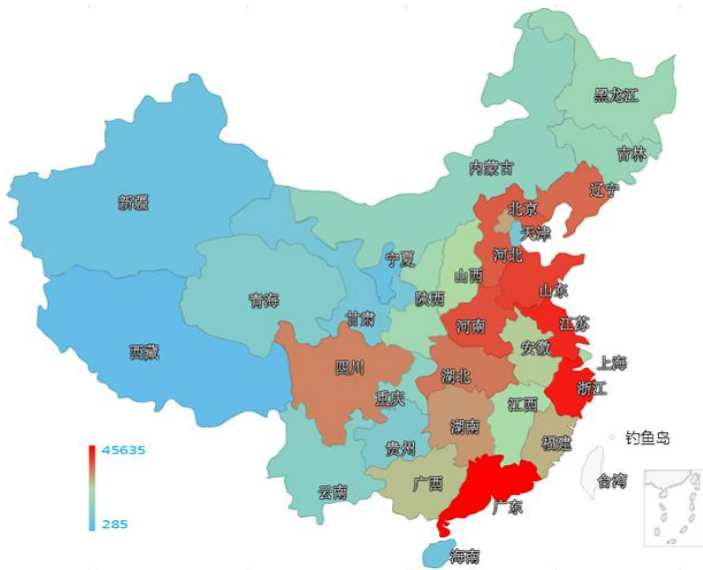 黑龙江
吉林
内蒙古
辽宁
新疆
北京
天津
宁夏
河北
青海
山西
山东
陕西
甘肃
河南
江苏
西藏
安徽
上海
四川
湖北
浙江
重庆
江西
湖南
钓鱼岛
贵州
福建
45635
广西
台湾
云南
广东
285
海南